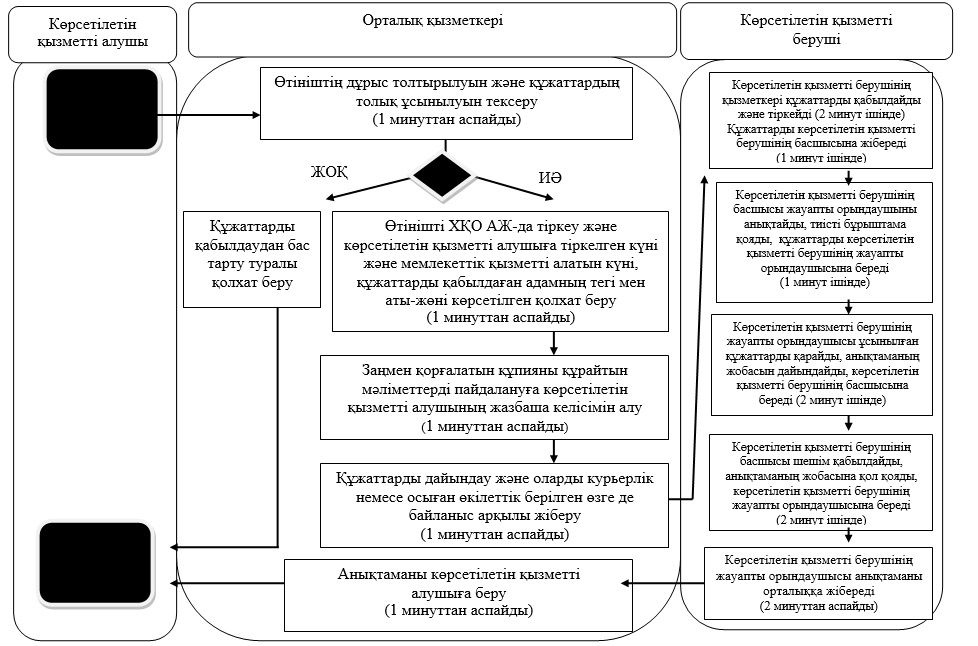 Көрсетілетін
қызметті алушы
Орталық қызметкері
Көрсетілетін қызметті
беруші
Өтініштің дұрыс толтырылуын және құжаттардың
толық ұсынылуын тексеру
(1 минуттан аспайды)
ЖОҚ
ИӘ
Құжаттарды
қабылдаудан бас
тарту туралы
қолхат беру
Өтінішті ХҚО АЖ-да тіркеу және
көрсетілетін қызметті алушыға тіркелген күні
және мемлекеттік қызметті алатын күні,
құжаттарды қабылдаған адамның тегі мен
аты-жөні көрсетілген қолхат беру
(1 минуттан аспайды)
Заңмен қорғалатын құпияны құрайтын
мәліметтерді пайдалануға көрсетілетін
қызметті алушының жазбаша келісімін алу
(1 минуттан аспайды)
Құжаттарды дайындау және оларды курьерлік
немесе осыған өкілеттік берілген өзге де
байланыс арқылы жіберу
(1 минуттан аспайды)
Анықтаманы көрсетілетін қызметті
алушыға беру
(1 минуттан аспайды)
Көрсетілетін қызметті берушінің
қызметкері құжаттарды қабылдайды
және тіркейді (2 минут ішінде)
Құжаттарды көрсетілетін қызметті
берушінің басшысына жібереді
(1 минут ішінде)
Көрсетілетін қызметті берушінің
басшысы жауапты орындаушыны
анықтайды, тиісті бұрыштама
қояды, құжаттарды көрсетілетін
қызметті берушінің жауапты
орындаушысына береді
(1 минут ішінде)
Көрсетілетін қызметті берушінің
жауапты орындаушысы ұсынылған
құжаттарды қарайды, анықтаманың
жобасын дайындайды, көрсетілетін
қызметті берушінің басшысына
береді (2 минут ішінде)
Көрсетілетін қызметті берушінің
басшысы шешім қабылдайды,
анықтаманың жобасына қол қояды,
көрсетілетін қызметті берушінің
жауапты орындаушысына береді
(2 минут ішінде)
Көрсетілетін қызметті берушінің
жауапты орындаушысы анықтаманы
орталыққа жібереді
(2 минуттан аспайды)